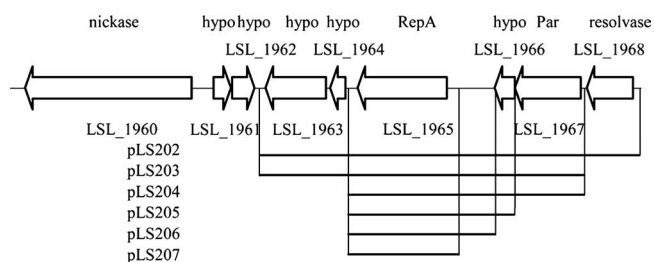 nickase hypo hypo hypo hypo RepA hypo Par resolvase
LSL_1962 LSL_1964 LSL_1966 LSL_1968
LSL_1960 LSL_1961 LSL_1963 LSL_1965 LSL_1967
pLS202
pLS203
pLS204
pLS205
pLS206
pLS207